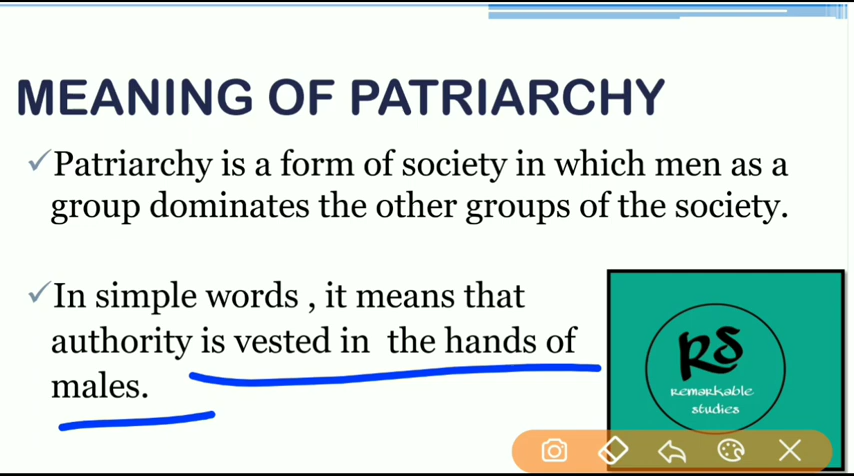 MEANING OF PATRIARCHY
✓Patriarchy is a form of society in which men as a
group dominates the other groups of the society.
✓In simple words , it means that
authority is vested in the hands of
males.
RS
remarkable
studies